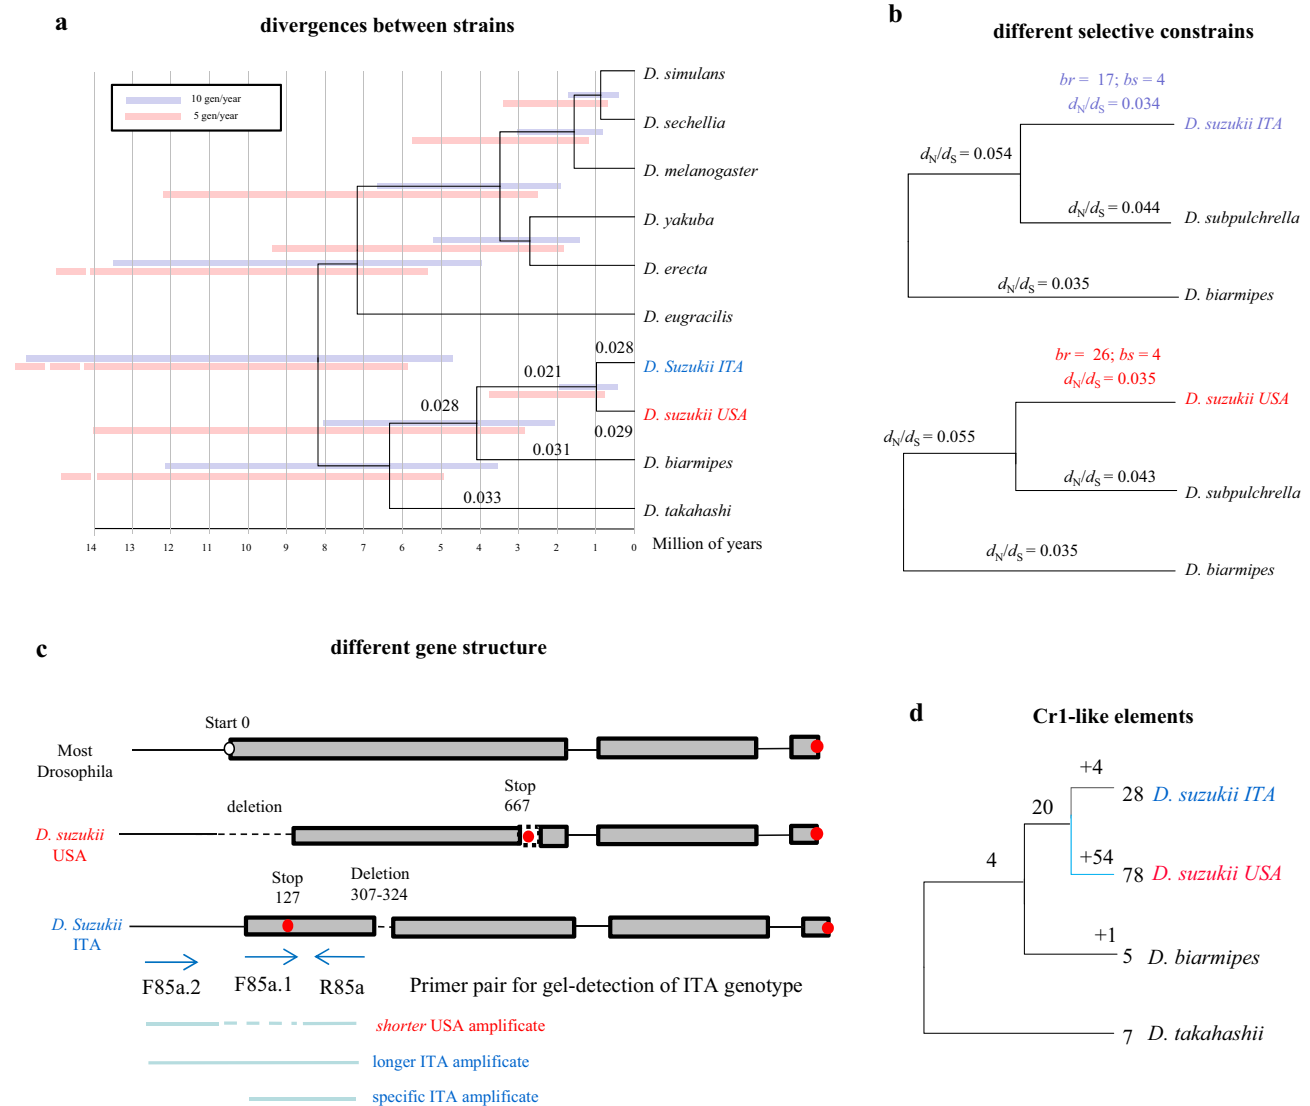 a
divergences between strains
10 gen/year
5 gen/year
D. simulans
D. sechellia
D. melanogaster
D. yakuba
D. erecta
D. eugracilis
0.028
D. Suzukii ITA
0.021
D. suzukii USA
0.028
0.029
0.031
D. biarmipes
0.033
D. takahashi
14 13 12 11 10 9 8 7 6 5 4 3 2 1 0
Million of years
b
different selective constrains
br = 17; bs = 4
dN/dS = 0.034
D. suzukii ITA
dN/dS = 0.054
dN/dS = 0.044
D. subpulchrella
dN/dS = 0.035
D. biarmipes
br = 26; bs = 4
dN/dS = 0.035
D. suzukii USA
dN/dS = 0.055
dN/dS = 0.043
D. subpulchrella
dN/dS = 0.035
D. biarmipes
c
different gene structure
Start 0
Most
Drosophila
deletion
Stop
667
D. suzukii
USA
Stop
127
Deletion
307-324
D. Suzukii
ITA
F85a.2
F85a.1
R85a
Primer pair for gel-detection of ITA genotype
shorter USA amplificate
longer ITA amplificate
specific ITA amplificate
d
Cr1-like elements
+4
28 D. suzukii ITA
20
+54
78 D. suzukii USA
4
+1
5 D. biarmipes
7 D. takahashii